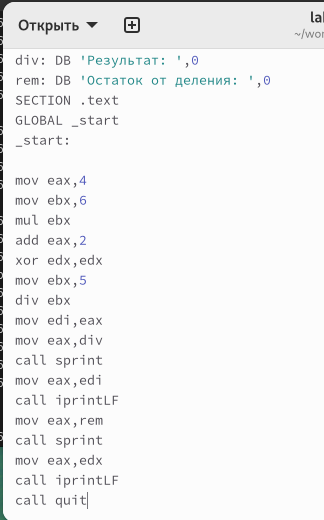 Открыть
la
~/wor
div: DB 'Результат: ',0
rem: DB 'Остаток от деления: ',0
SECTION .text
GLOBAL _start
_start:
mov eax,4
mov ebx,6
mul ebx
add eax,2
xor edx,edx
mov ebx,5
div ebx
mov edi,eax
mov eax,div
call sprint
mov eax,edi
call iprintLF
mov eax,rem
call sprint
mov eax,edx
call iprintLF
call quit